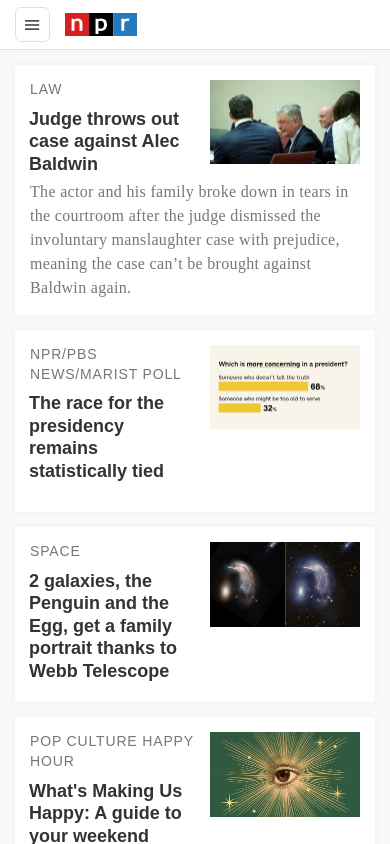 npr
LAW
Judge throws out
case against Alec
Baldwin
The actor and his family broke down in tears in
the courtroom after the judge dismissed the
involuntary manslaughter case with prejudice,
meaning the case can’t be brought against
Baldwin again.
NPR/PBS
NEWS/MARIST POLL
The race for the
presidency
remains
statistically tied
Which is more concerning in a president?
Someone who doesn't tell the truth
68%
Someone who might be too old to serve
32%
SPACE
2 galaxies, the
Penguin and the
Egg, get a family
portrait thanks to
Webb Telescope
POP CULTURE HAPPY
HOUR
What's Making Us
Happy: A guide to
your weekend